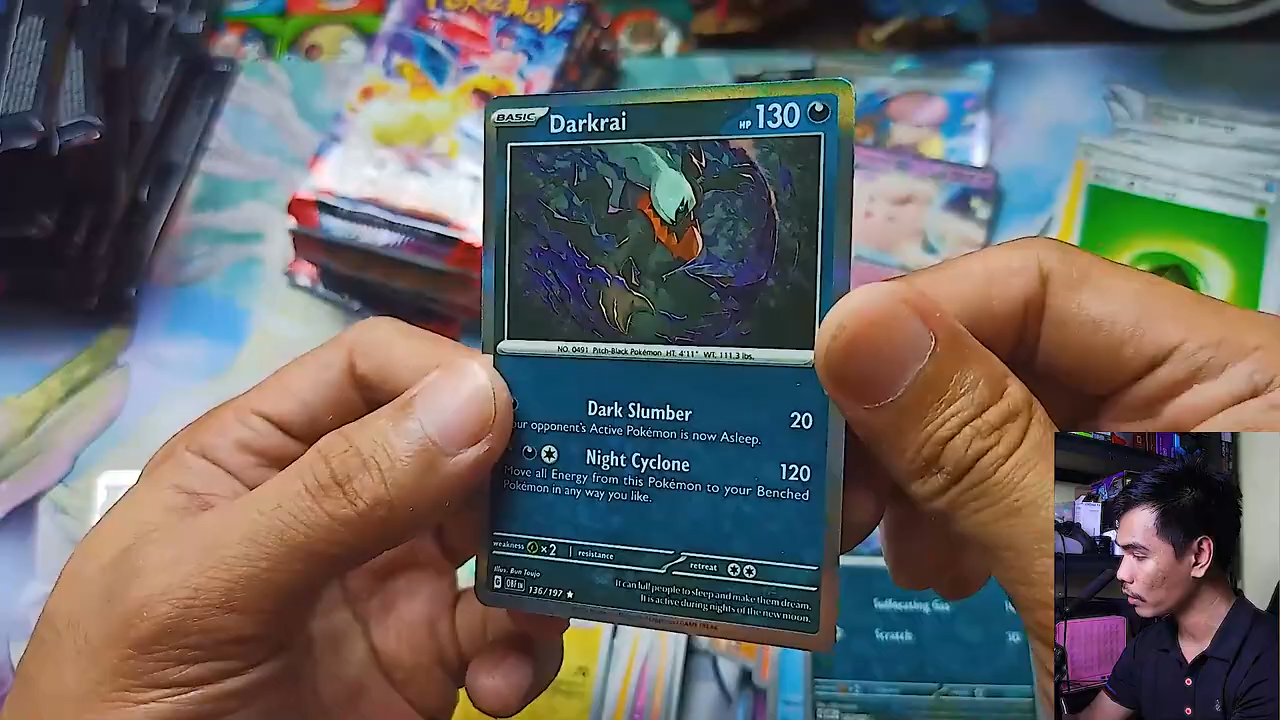 POKÉMON
BASIC
Darkrai
HP 130
NO. 0491 Pitch-Black Pokémon HT. 4'11" WT. 111.3 lbs.
Dark Slumber 20
our opponent's Active Pokémon is now Asleep.
Night Cyclone 120
Move all Energy from this Pokémon to your Benched
Pokémon in any way you like.
weakness ×2 resistance retreat
Illus. Bun Toujo
G OBF EN 136/197 ★
It can lull people to sleep and make them dream.
It is active during nights of the new moon.
Suffocating Gas
Scratch